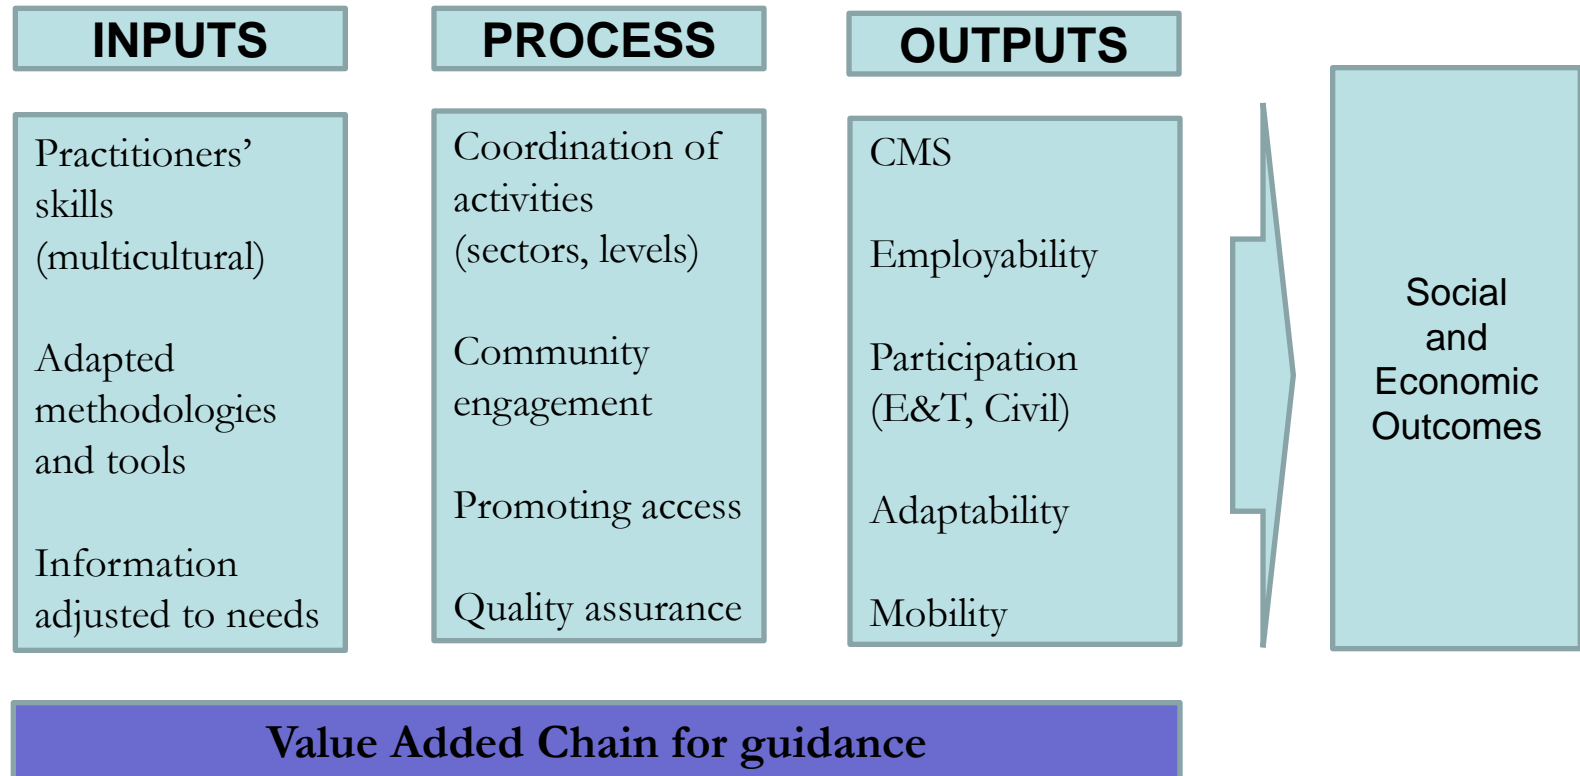 INPUTS
PROCESS
OUTPUTS
Practitioners’
skills
(multicultural)
Adapted
methodologies
and tools
Information
adjusted to needs
Coordination of
activities
(sectors, levels)
Community
engagement
Promoting access
Quality assurance
CMS
Employability
Participation
(E&T, Civil)
Adaptability
Mobility
Social
and
Economic
Outcomes
Value Added Chain for guidance